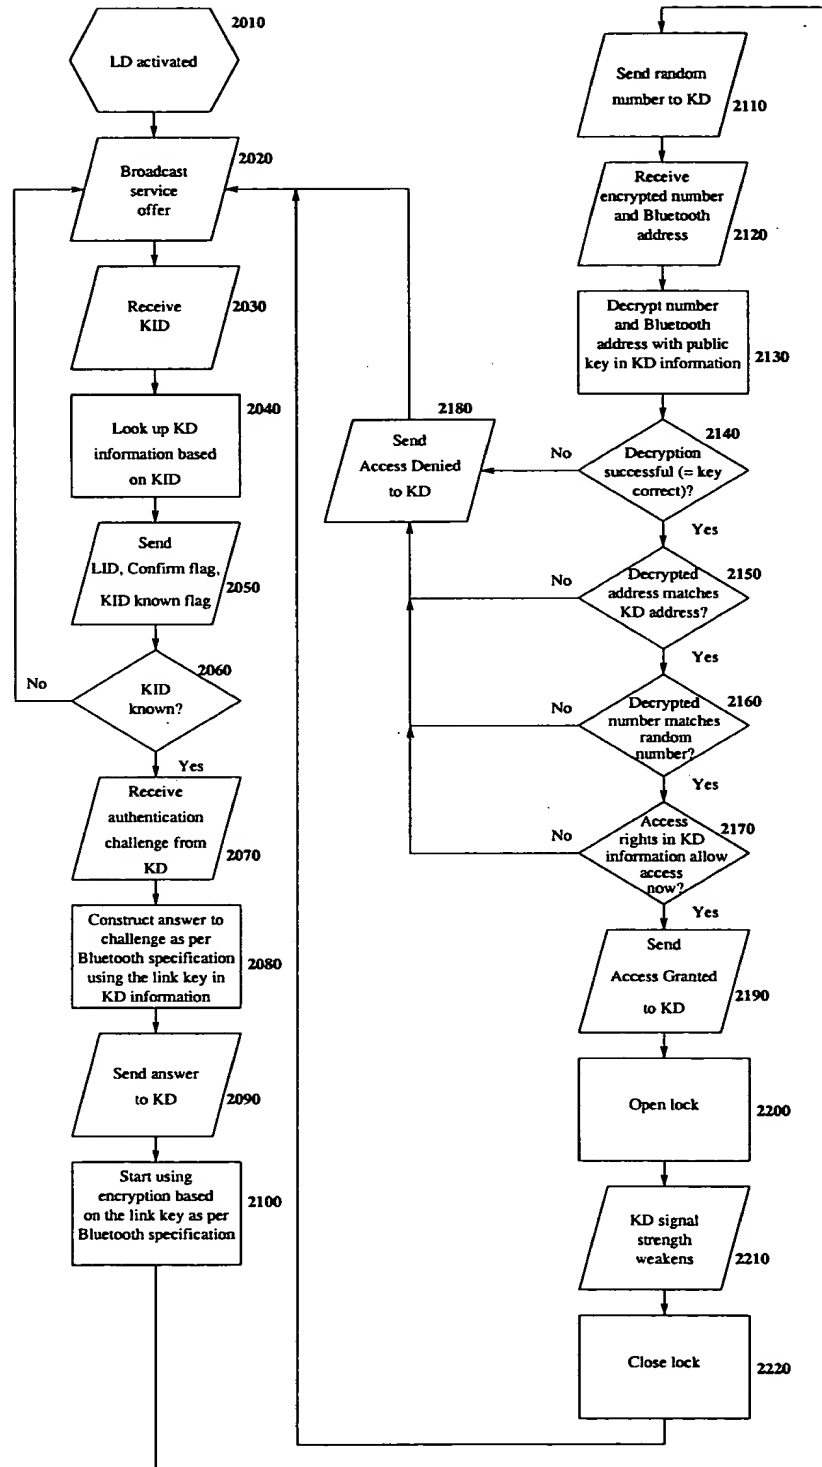 2010
LD activated
2020
Broadcast
service
offer
2030
Receive
KID
2040
Look up KD
information based
on KID
Send
LID, Confirm flag,
KID known flag
2050
2060
No
KID
known?
Yes
Receive
authentication
challenge from
KD
2070
Construct answer to
challenge as per
Bluetooth specification
using the link key in
KD information
2080
Send answer
to KD
2090
Start using
encryption based
on the link key as per
Bluetooth specification
2100
Send random
number to KD
2110
Receive
encrypted number
and Bluetooth
address
2120
Decrypt number
and Bluetooth
address with public
key in KD information
2130
2180
Send
Access Denied
to KD
2140
No
Decryption
successful (= key
correct)?
Yes
2150
No
Decrypted
address matches
KD address?
Yes
2160
No
Decrypted
number matches
random
number?
Yes
2170
No
Access
rights in KD
information allow
access
now?
Yes
Send
Access Granted
to KD
2190
Open lock
2200
KD signal
strength
weakens
2210
Close lock
2220